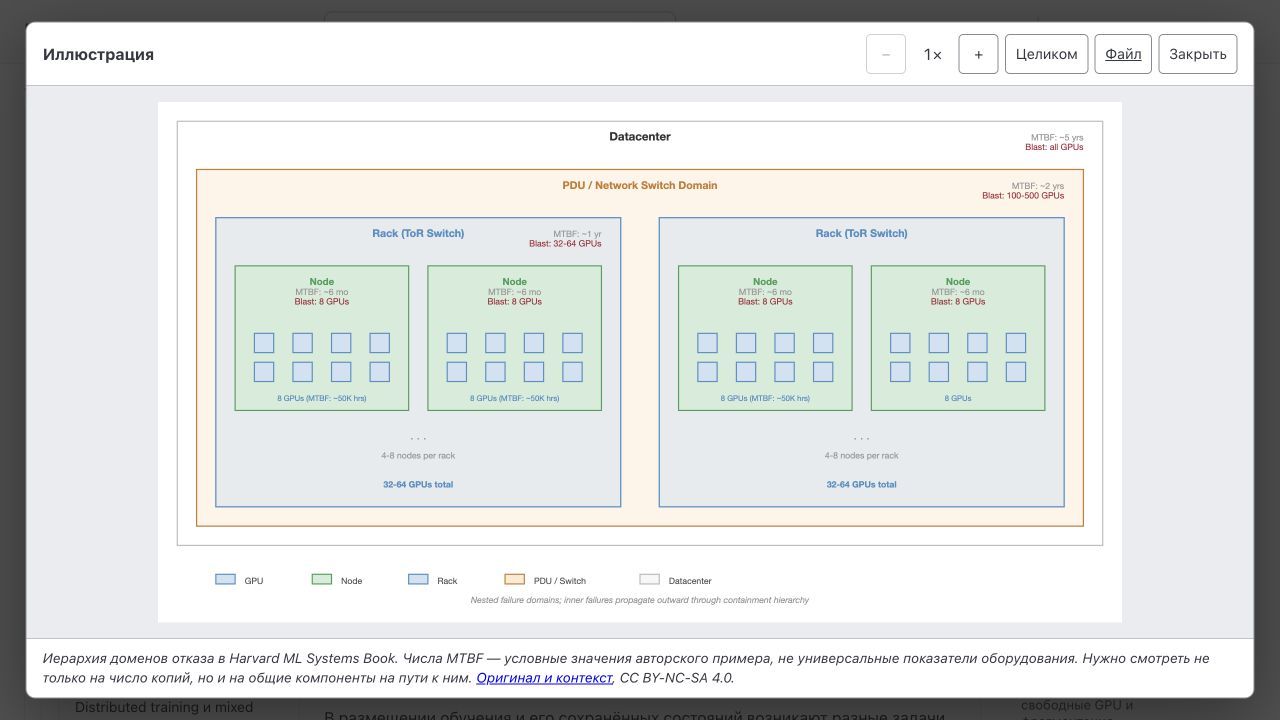 Иллюстрация
−
1×
+
Целиком
Файл
Закрыть
Datacenter
MTBF: ~5 yrs
Blast: all GPUs
PDU / Network Switch Domain
MTBF: ~2 yrs
Blast: 100-500 GPUs
Rack (ToR Switch)
MTBF: ~1 yr
Blast: 32-64 GPUs
Node
MTBF: ~6 mo
Blast: 8 GPUs
8 GPUs (MTBF: ~50K hrs)
Node
MTBF: ~6 mo
Blast: 8 GPUs
8 GPUs (MTBF: ~50K hrs)
. . .
4-8 nodes per rack
32-64 GPUs total
Rack (ToR Switch)
Node
MTBF: ~6 mo
Blast: 8 GPUs
8 GPUs (MTBF: ~50K hrs)
Node
MTBF: ~6 mo
Blast: 8 GPUs
8 GPUs
. . .
4-8 nodes per rack
32-64 GPUs total
GPU
Node
Rack
PDU / Switch
Datacenter
Nested failure domains; inner failures propagate outward through containment hierarchy
Иерархия доменов отказа в Harvard ML Systems Book. Числа MTBF — условные значения авторского примера, не универсальные показатели оборудования. Нужно смотреть не
только на число копий, но и на общие компоненты на пути к ним. Оригинал и контекст, CC BY-NC-SA 4.0.
Distributed training и mixed
В размещении обучения и его сохранённых состояний возникают разные задачи
свободные GPU и